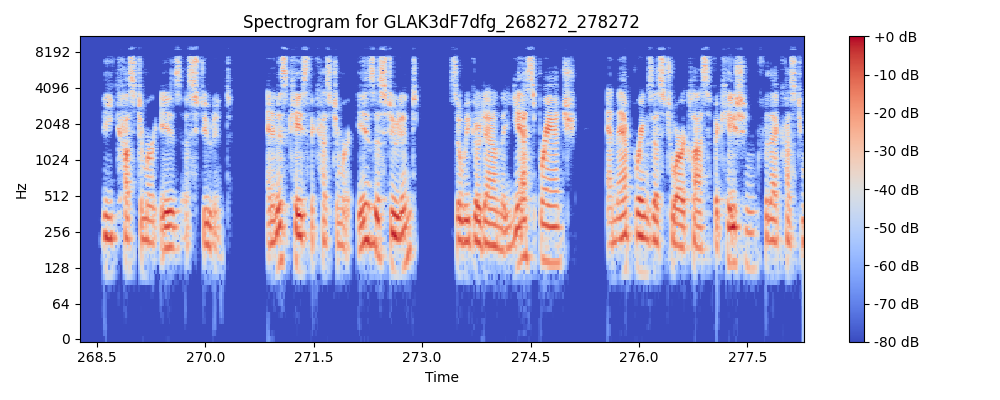 Spectrogram for GLAK3dF7dfg_268272_278272
8192
4096
2048
1024
512
256
128
64
0
Hz
268.5
270.0
271.5
273.0
274.5
276.0
277.5
Time
+0 dB
-10 dB
-20 dB
-30 dB
-40 dB
-50 dB
-60 dB
-70 dB
-80 dB